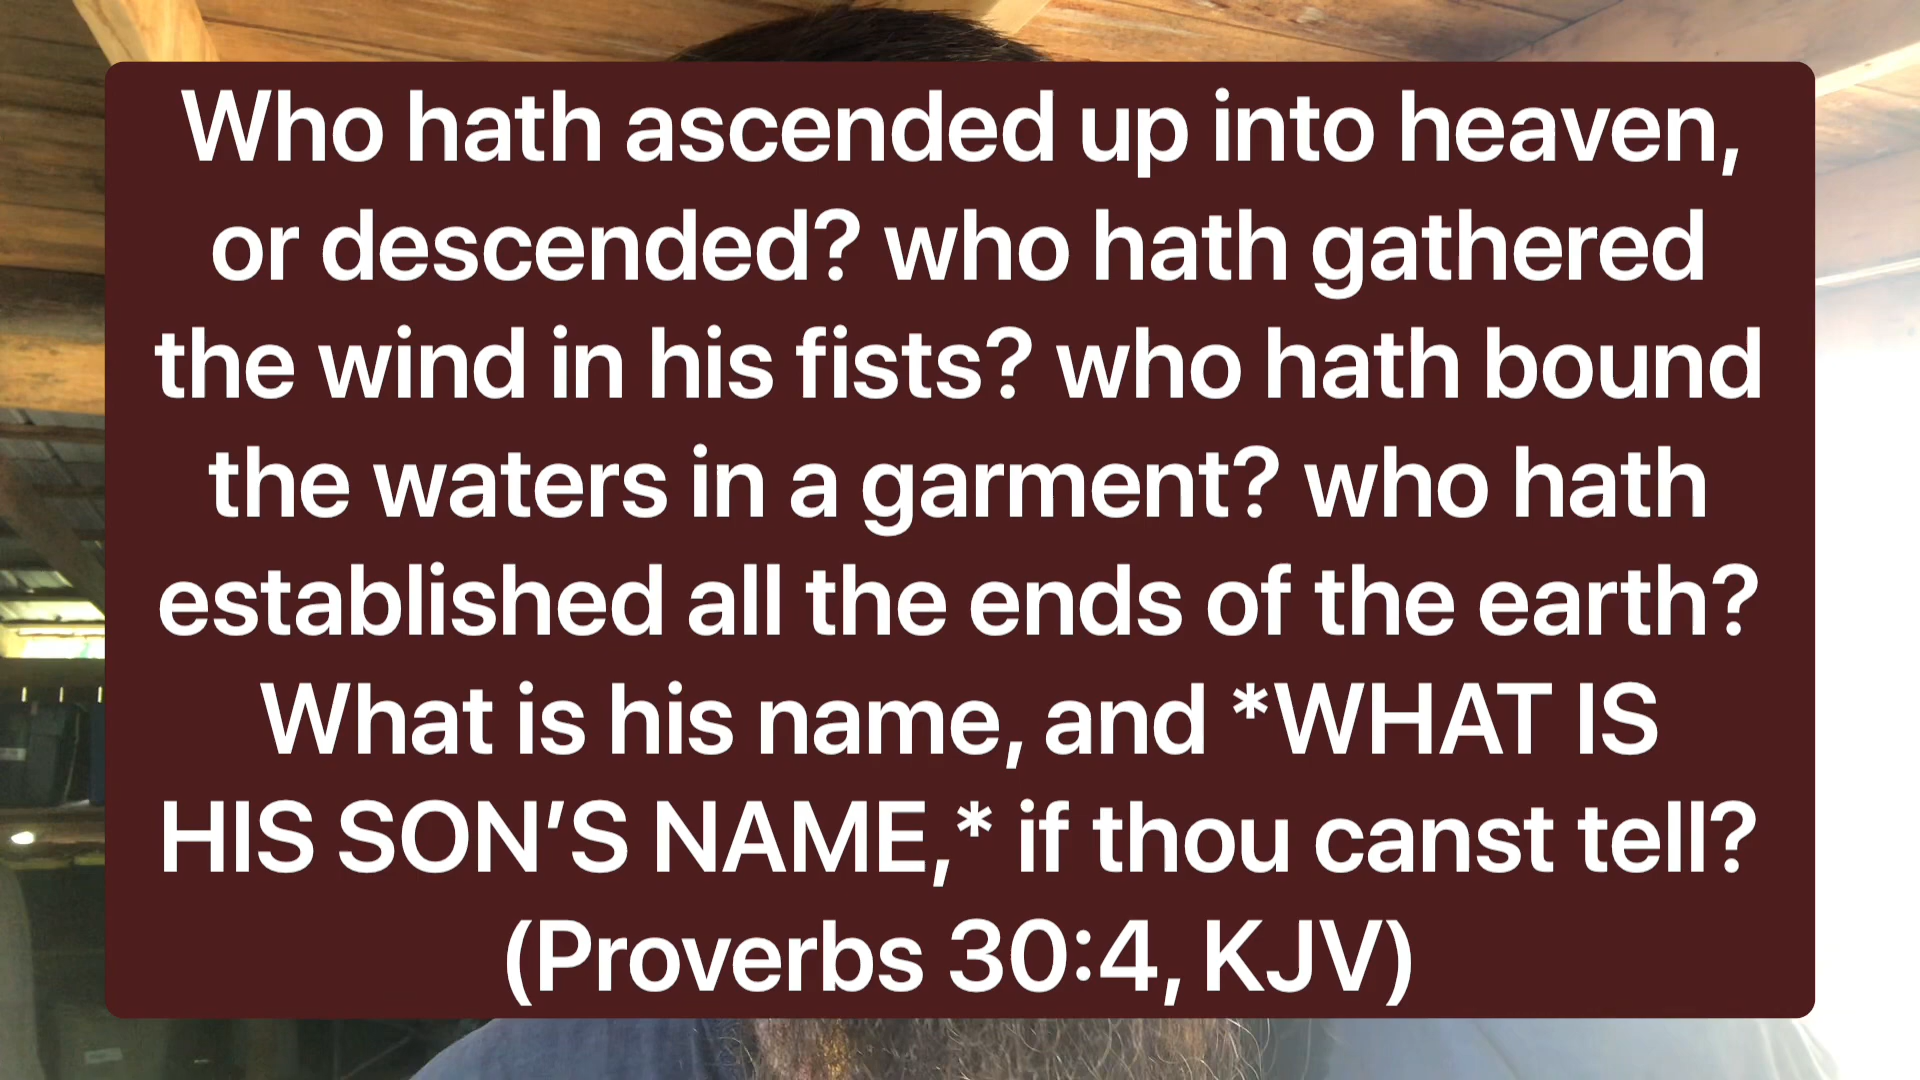 Who hath ascended up into heaven,
or descended? who hath gathered
the wind in his fists? who hath bound
the waters in a garment? who hath
established all the ends of the earth?
What is his name, and *WHAT IS
HIS SON’S NAME,* if thou canst tell?
(Proverbs 30:4, KJV)